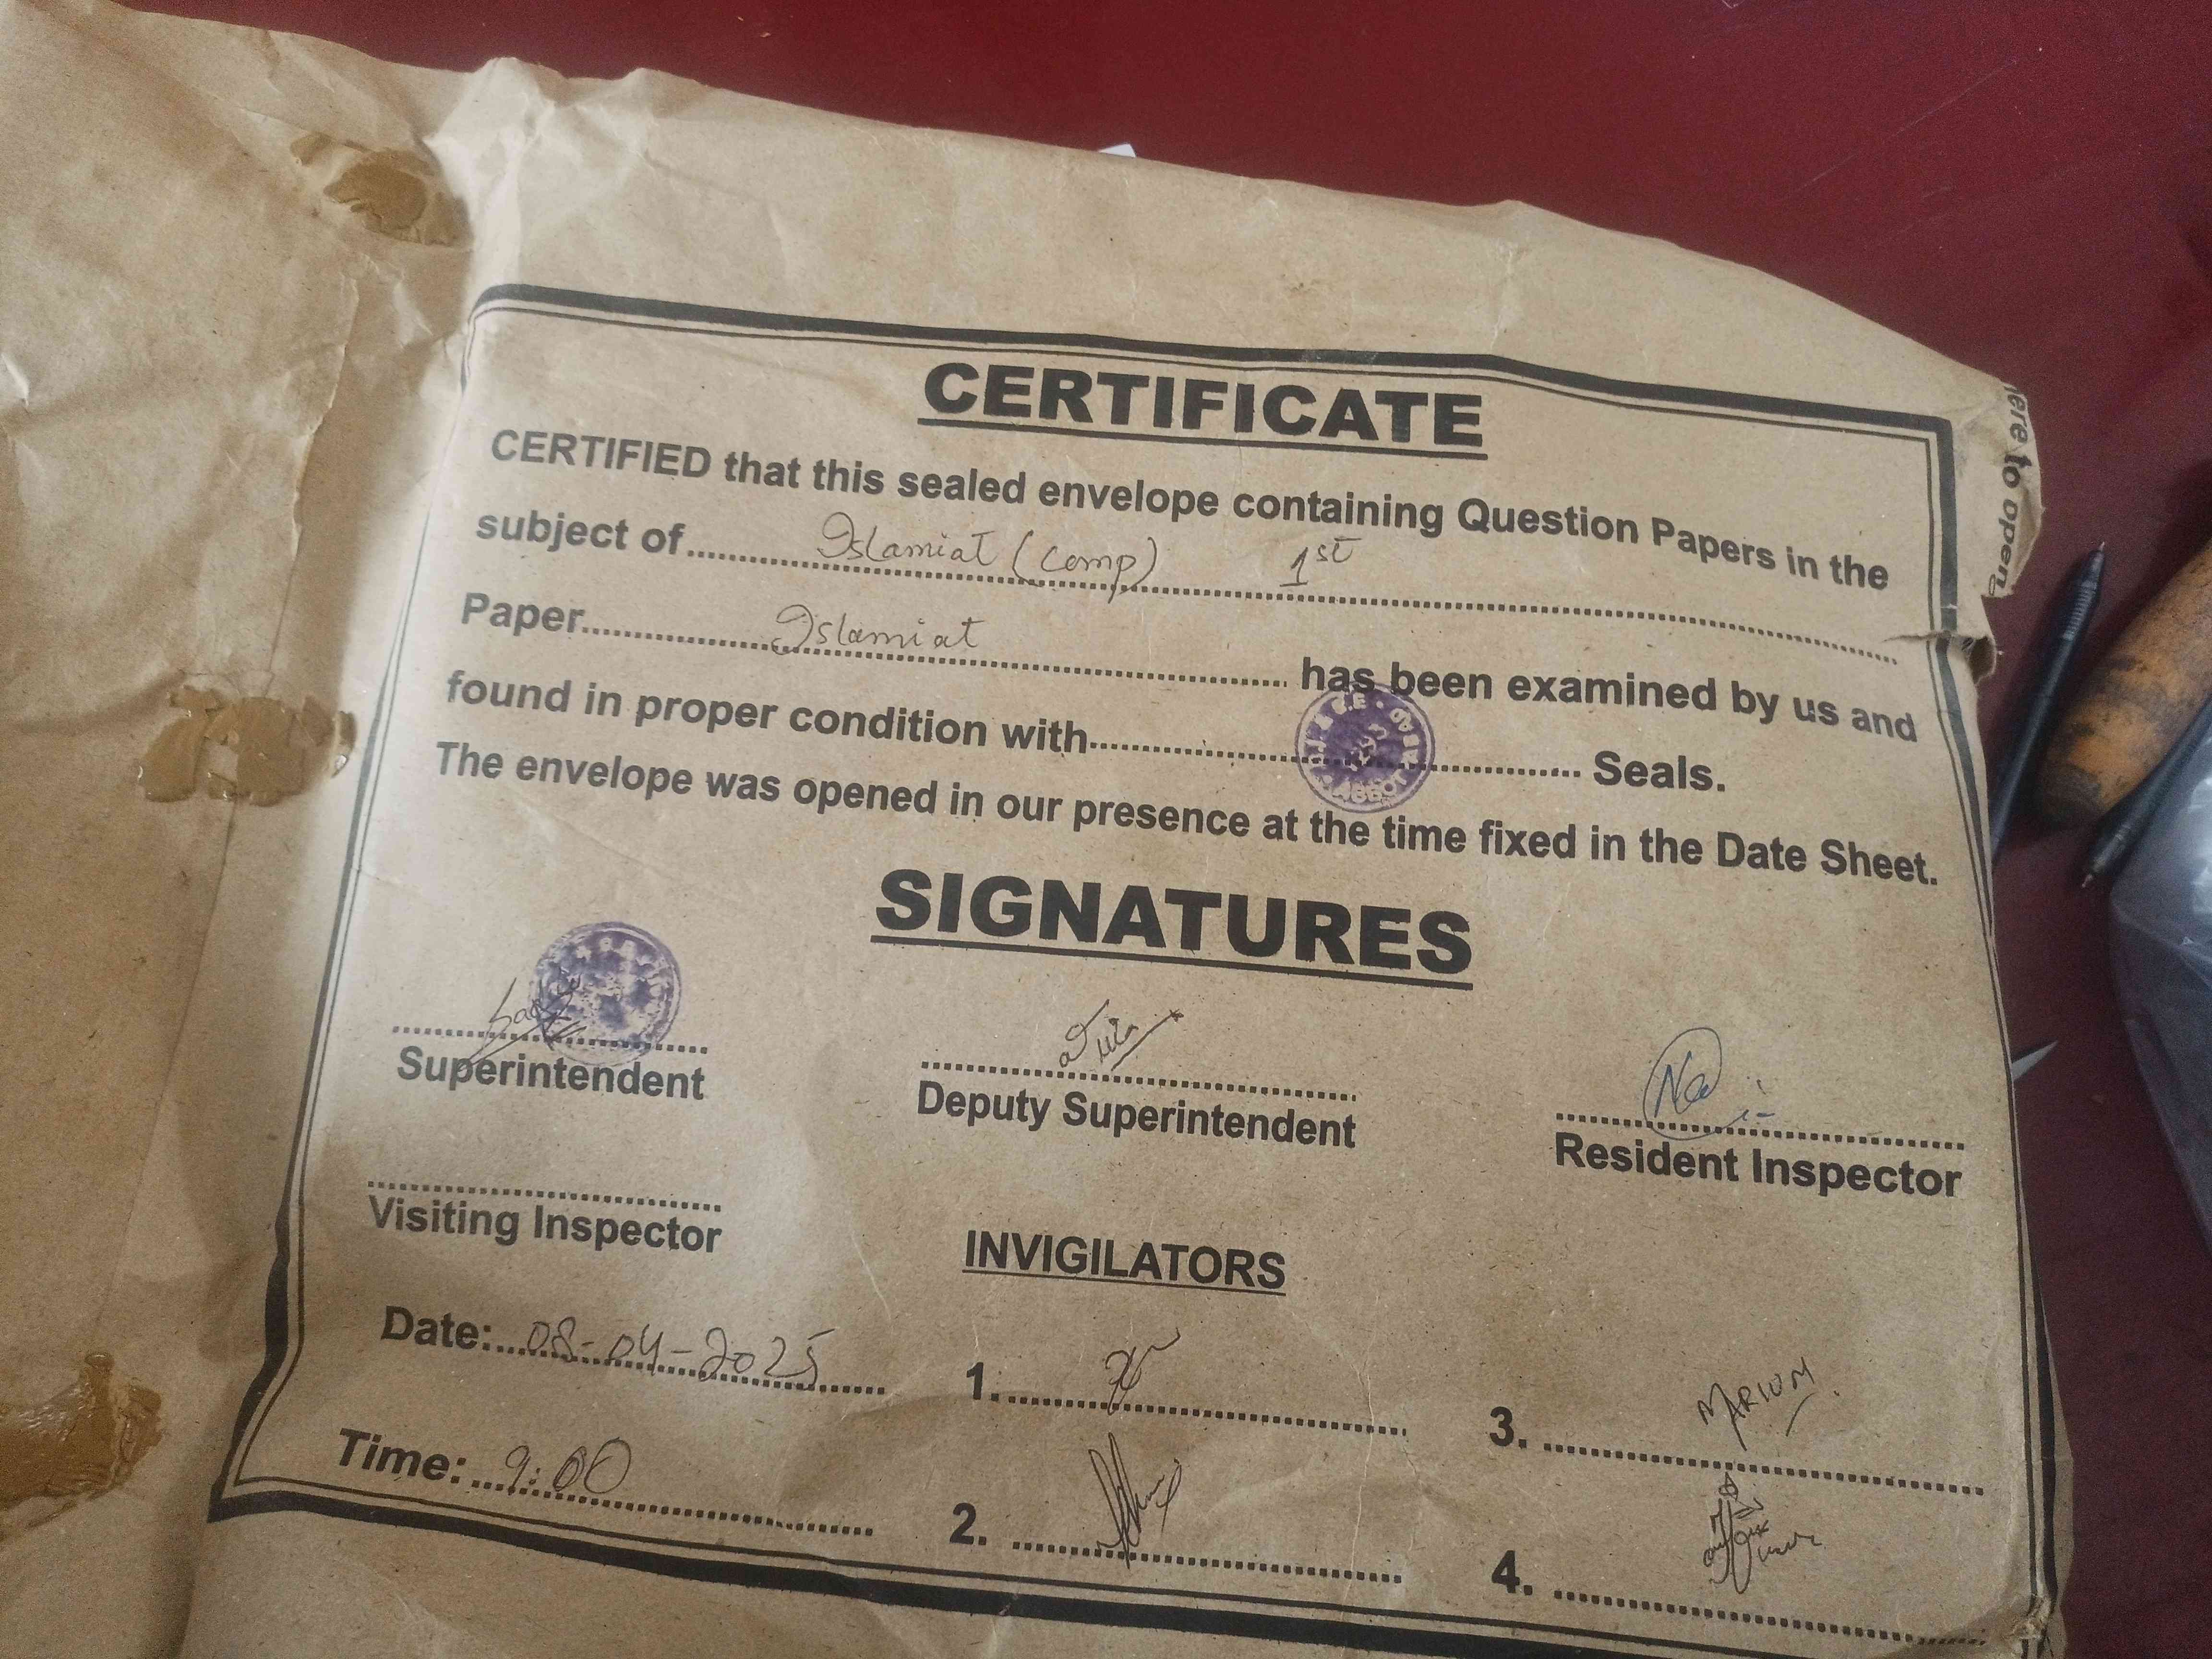 CERTIFICATE
CERTIFIED that this sealed envelope containing Question Papers in the
subject of Islamiat (Comp) 1st
Paper Islamiat has been examined by us and
found in proper condition with Seals.
The envelope was opened in our presence at the time fixed in the Date Sheet.
SIGNATURES
Superintendent
Deputy Superintendent
Resident Inspector
Visiting Inspector
INVIGILATORS
Date: 08-04-2025
1.
3. MARIUM
Time: 9:00
2.
4.
to open